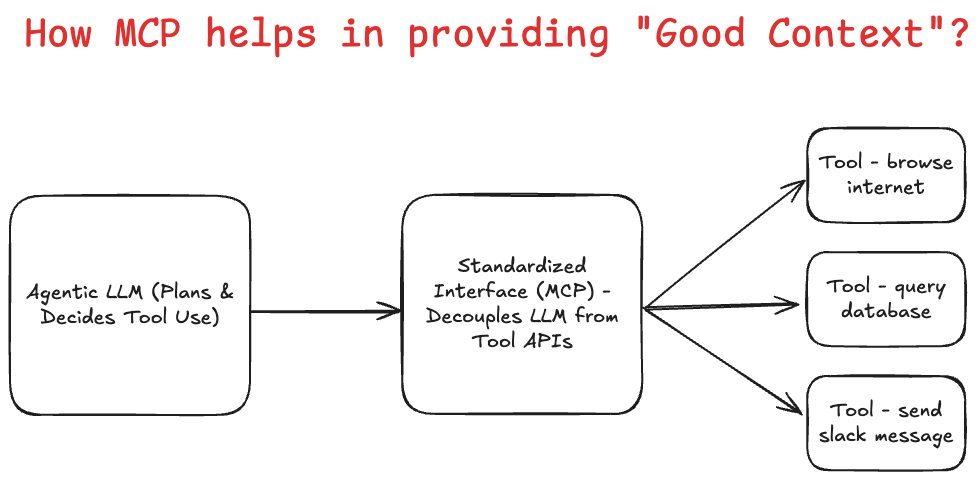 How MCP helps in providing "Good Context"?
Agentic LLM (Plans &
Decides Tool Use)
Standardized
Interface (MCP) -
Decouples LLM from
Tool APIs
Tool - browse
internet
Tool - query
database
Tool - send
slack message